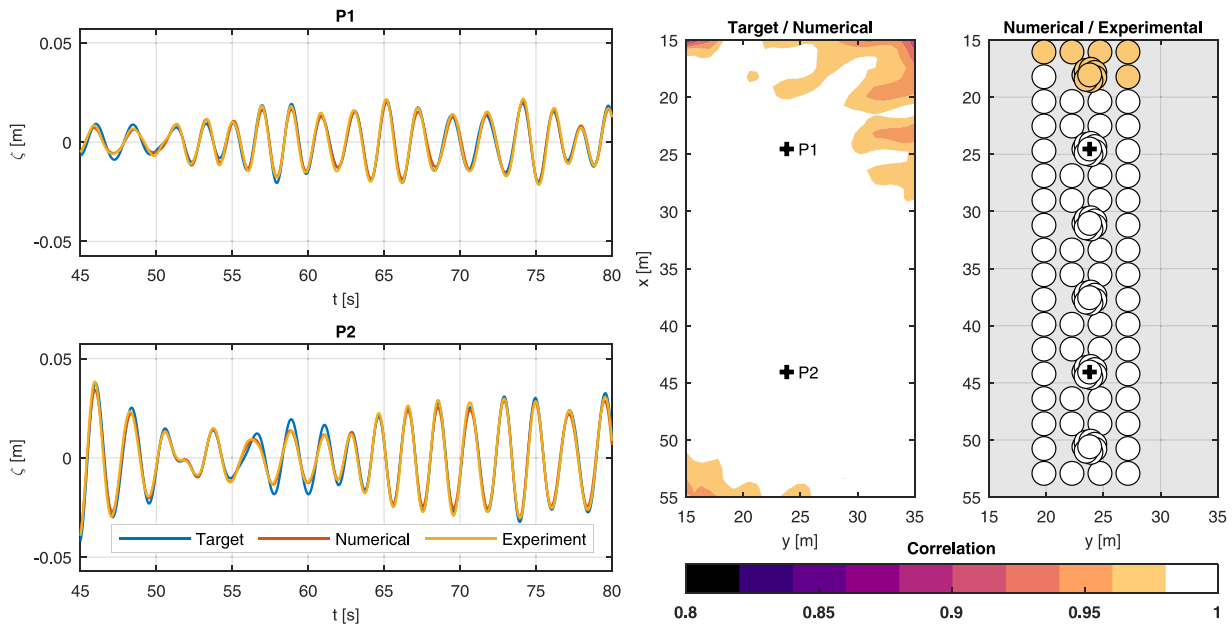 P1
0.05
0
-0.05
ζ [m]
45 50 55 60 65 70 75 80
t [s]
P2
0.05
0
-0.05
ζ [m]
Target Numerical Experiment
45 50 55 60 65 70 75 80
t [s]
Target / Numerical
15
20
25
30
35
40
45
50
55
x [m]
P1
P2
15 20 25 30 35
y [m]
Numerical / Experimental
15
20
25
30
35
40
45
50
55
15 20 25 30 35
y [m]
Correlation
0.8 0.85 0.9 0.95 1